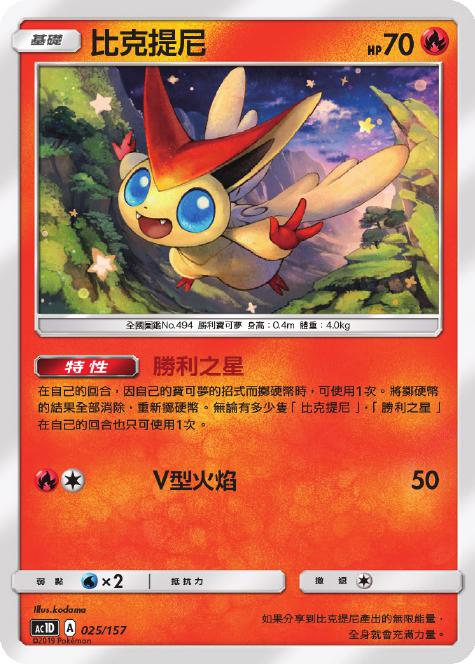 基礎 比克提尼 HP70
全國圖鑑No.494 勝利寶可夢 身高:0.4m 體重:4.0kg
特性 勝利之星
在自己的回合,因自己的寶可夢的招式而擲硬幣時,可使用1次。將擲硬幣
的結果全部消除,重新擲硬幣。無論有多少隻「比克提尼」,「勝利之星」
在自己的回合也只可使用1次。
V型火焰 50
弱點 ×2 抵抗力 撤退
Illus.kodama
AC1D A 025/157
©2019 Pokémon
如果分享到比克提尼產出的無限能量,
全身就會充滿力量。